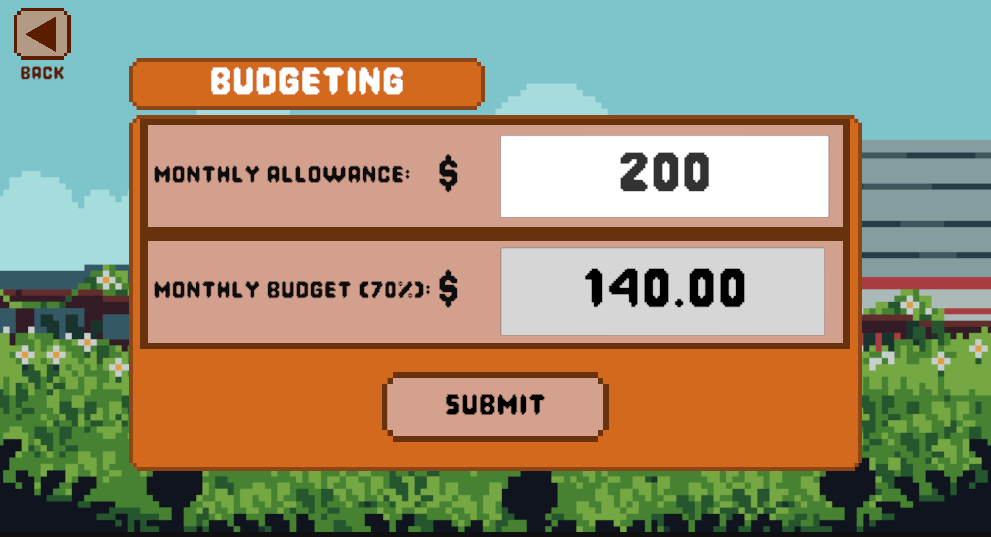 BACK
BUDGETING
MONTHLY ALLOWANCE: $ 200
MONTHLY BUDGET (70%): $ 140.00
SUBMIT